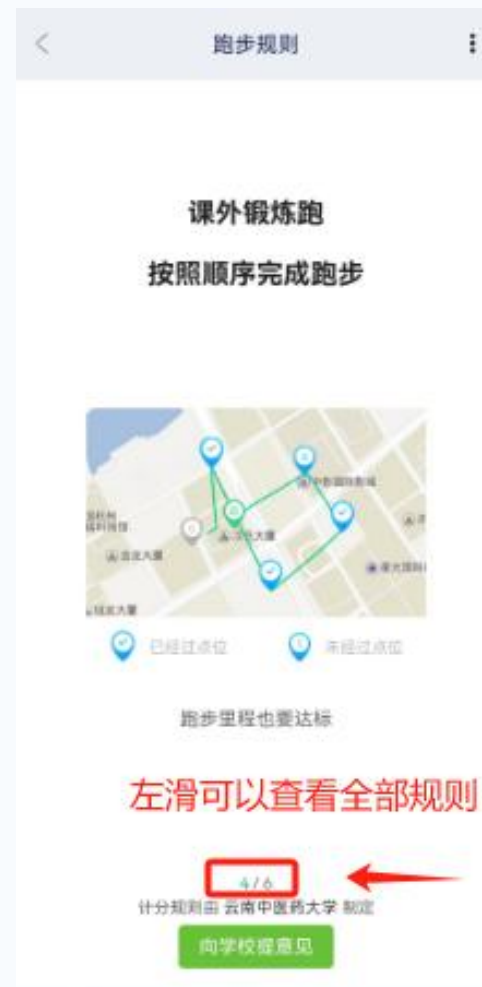 跑步规则
课外锻炼跑
按照顺序完成跑步
已经过点位
未经过点位
跑步里程也要达标
左滑可以查看全部规则
4/6
计分规则由 云南中医药大学 制定
向学校提意见